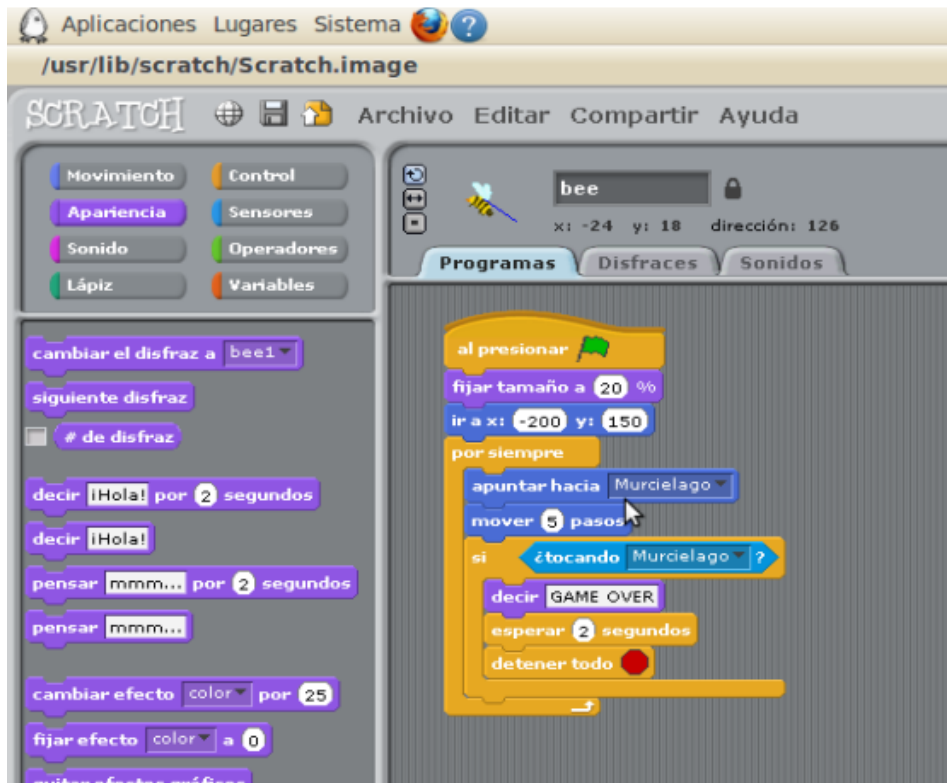 Aplicaciones Lugares Sistema ?
/usr/lib/scratch/Scratch.image
SCRATCH Archivo Editar Compartir Ayuda
Movimiento Control
Apariencia Sensores
Sonido Operadores
Lápiz Variables
cambiar el disfraz a bee1
siguiente disfraz
# de disfraz
decir ¡Hola! por 2 segundos
decir ¡Hola!
pensar mmm... por 2 segundos
pensar mmm...
cambiar efecto color por 25
fijar efecto color a 0
quitar efectos gráficos
bee
x: -24 y: 18 dirección: 126
Programas Disfraces Sonidos
al presionar
fijar tamaño a 20 %
ir a x: -200 y: 150
por siempre
apuntar hacia Murcielago
mover 5 pasos
si ¿tocando Murcielago ?
decir GAME OVER
esperar 2 segundos
detener todo